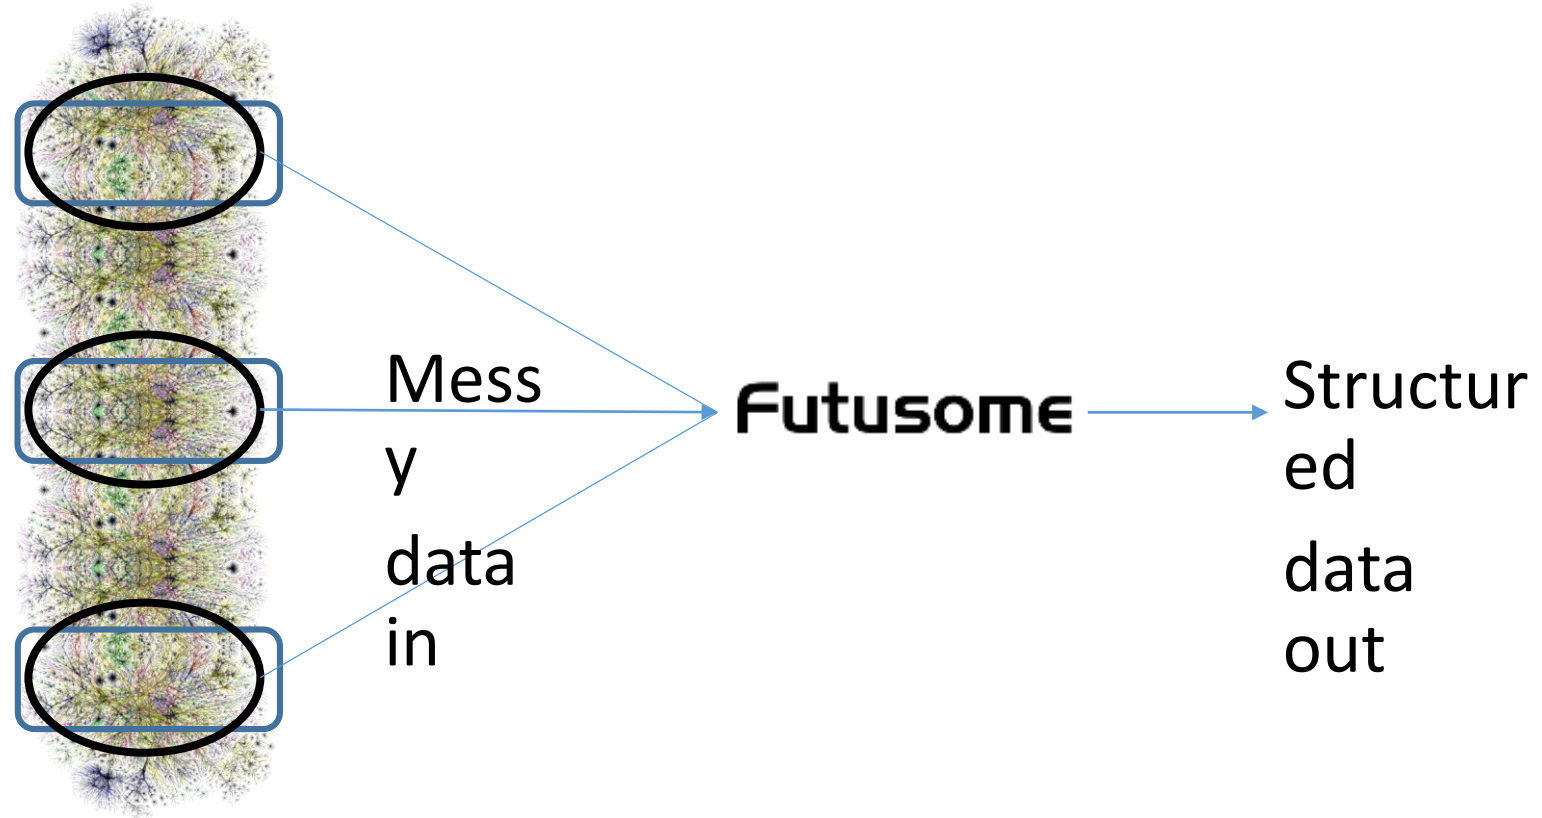 Mess
y
data
in
Futusome
Structur
ed
data
out